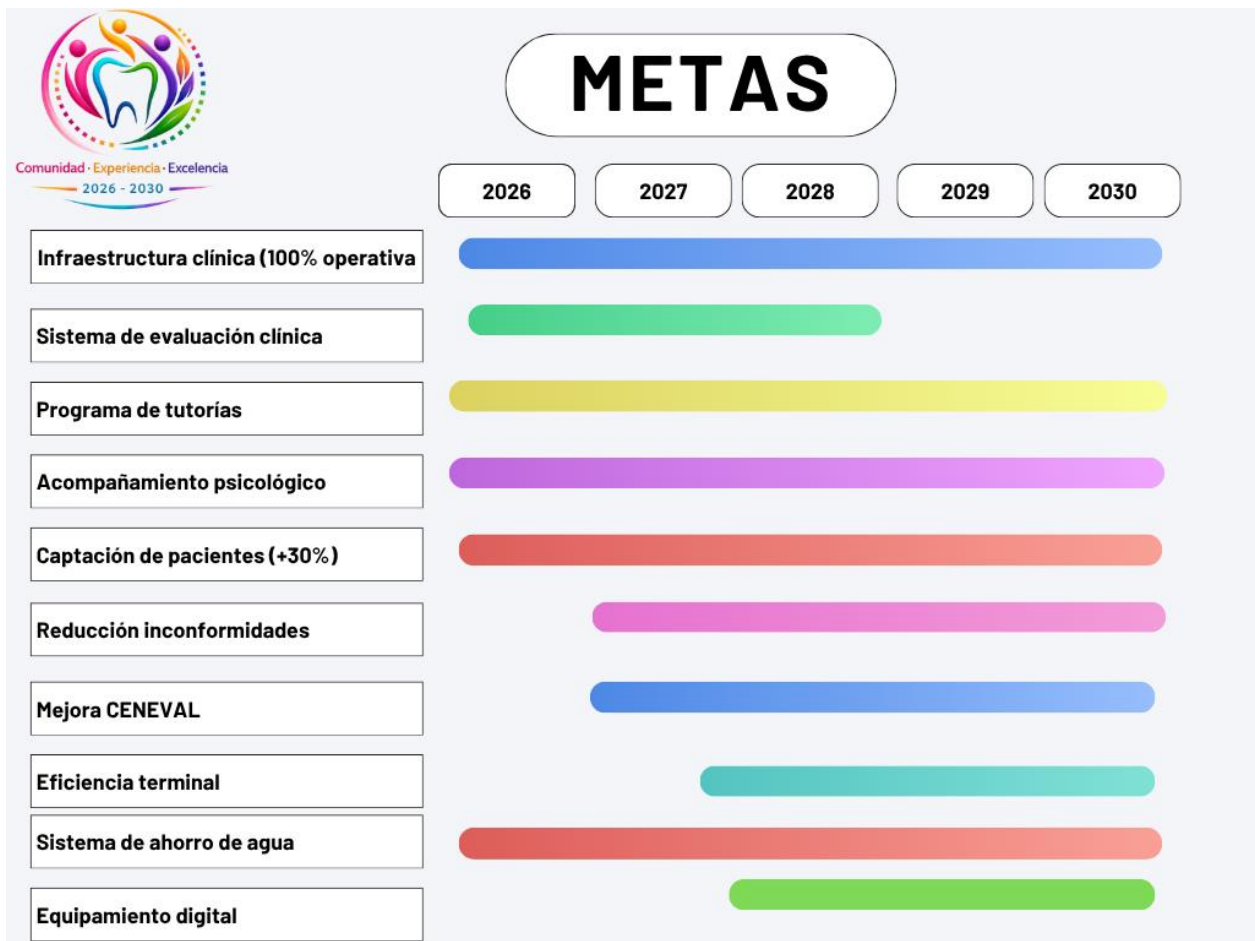 METAS
Comunidad · Experiencia · Excelencia
2026 - 2030
2026 2027 2028 2029 2030
Infraestructura clínica (100% operativa
Sistema de evaluación clínica
Programa de tutorías
Acompañamiento psicológico
Captación de pacientes (+30%)
Reducción inconformidades
Mejora CENEVAL
Eficiencia terminal
Sistema de ahorro de agua
Equipamiento digital